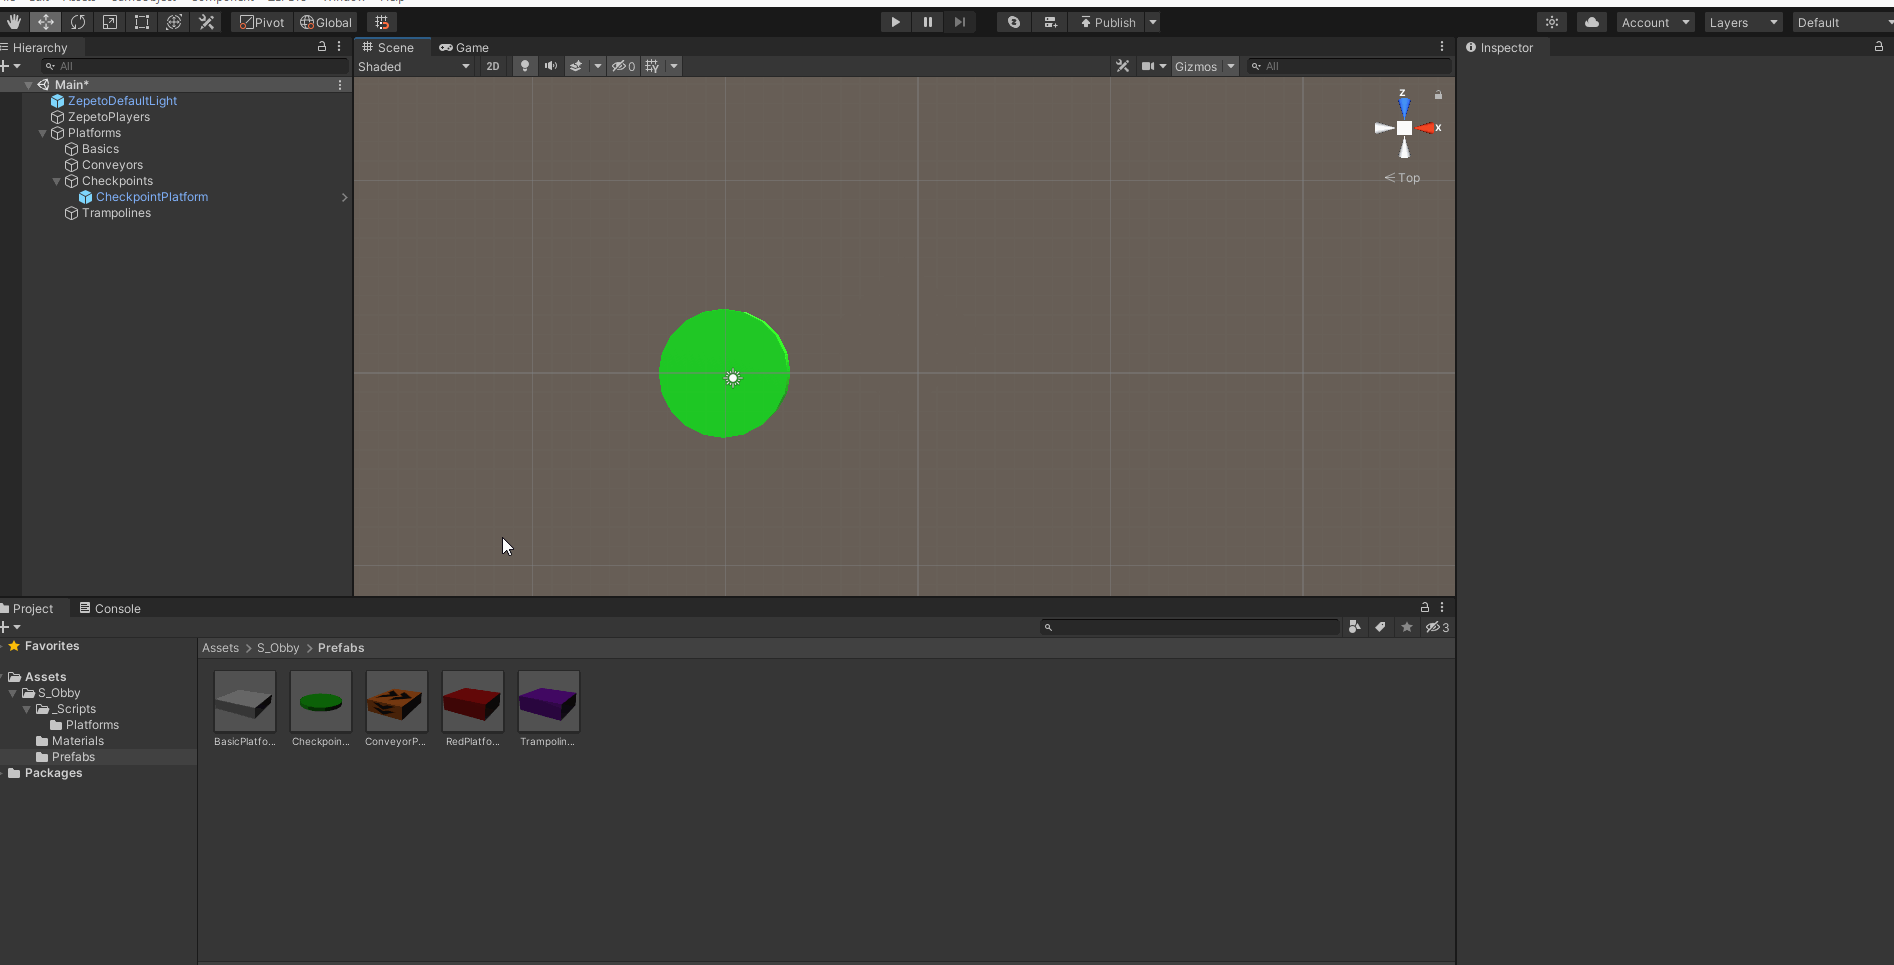 Pivot Global Publish Account Layers Default
Hierarchy
All
Main*
ZepetoDefaultLight
ZepetoPlayers
Platforms
Basics
Conveyors
Checkpoints
CheckpointPlatform
Trampolines
Scene Game
Shaded 2D 0 Gizmos All
z
x
Top
Inspector
Project Console
3
Favorites
Assets
S_Obby
_Scripts
Platforms
Materials
Prefabs
Packages
Assets > S_Obby > Prefabs
BasicPlatfo... Checkpoin... ConveyorP... RedPlatfo... Trampolin...